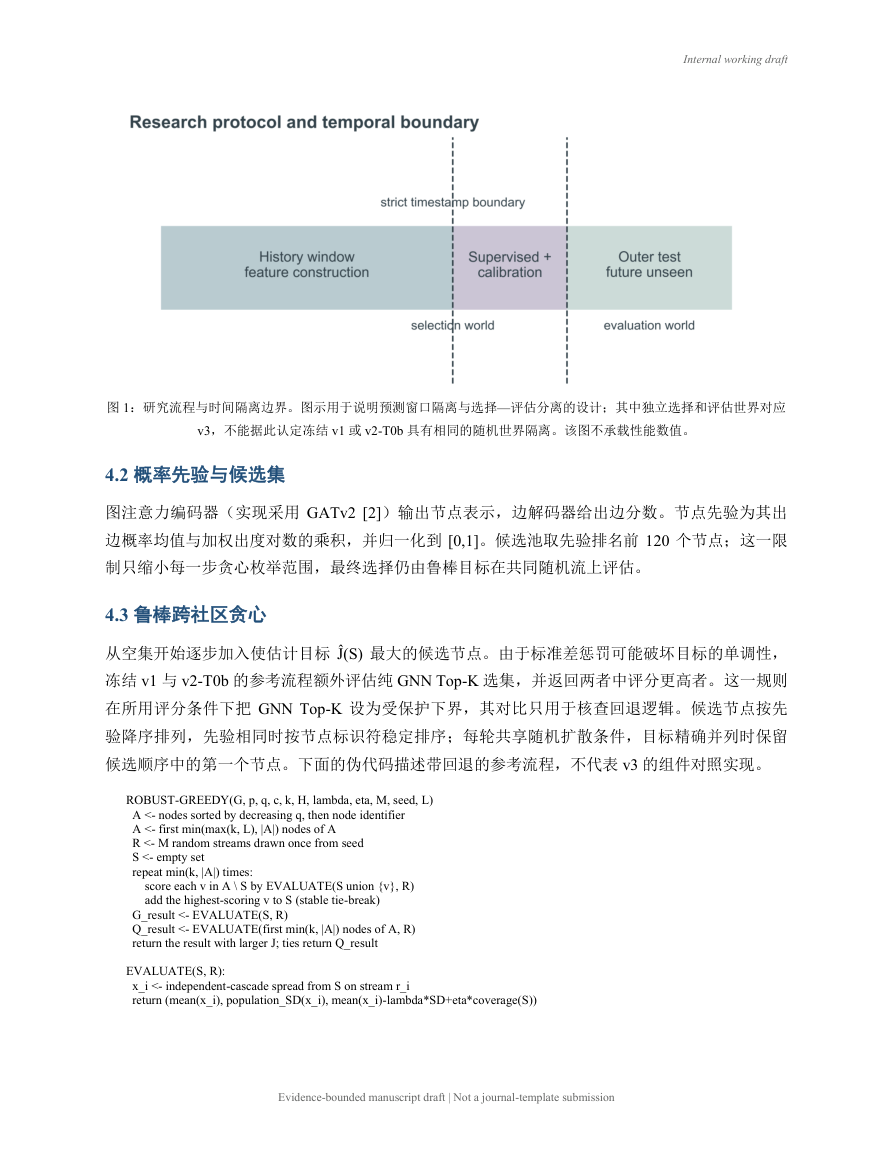 Internal working draft
Research protocol and temporal boundary
strict timestamp boundary
History window
feature construction
Supervised +
calibration
Outer test
future unseen
selection world
evaluation world
图 1：研究流程与时间隔离边界。图示用于说明预测窗口隔离与选择—评估分离的设计；其中独立选择和评估世界对应
v3，不能据此认定冻结 v1 或 v2-T0b 具有相同的随机世界隔离。该图不承载性能数值。
4.2 概率先验与候选集
图注意力编码器（实现采用 GATv2 [2]）输出节点表示，边解码器给出边分数。节点先验为其出
边概率均值与加权出度对数的乘积，并归一化到 [0,1]。候选池取先验排名前 120 个节点；这一限
制只缩小每一步贪心枚举范围，最终选择仍由鲁棒目标在共同随机流上评估。
4.3 鲁棒跨社区贪心
从空集开始逐步加入使估计目标 Ĵ(S) 最大的候选节点。由于标准差惩罚可能破坏目标的单调性，
冻结 v1 与 v2-T0b 的参考流程额外评估纯 GNN Top-K 选集，并返回两者中评分更高者。这一规则
在所用评分条件下把 GNN Top-K 设为受保护下界，其对比只用于核查回退逻辑。候选节点按先
验降序排列，先验相同时按节点标识符稳定排序；每轮共享随机扩散条件，目标精确并列时保留
候选顺序中的第一个节点。下面的伪代码描述带回退的参考流程，不代表 v3 的组件对照实现。
ROBUST-GREEDY(G, p, q, c, k, H, lambda, eta, M, seed, L)
A <- nodes sorted by decreasing q, then node identifier
A <- first min(max(k, L), |A|) nodes of A
R <- M random streams drawn once from seed
S <- empty set
repeat min(k, |A|) times:
score each v in A \ S by EVALUATE(S union {v}, R)
add the highest-scoring v to S (stable tie-break)
G_result <- EVALUATE(S, R)
Q_result <- EVALUATE(first min(k, |A|) nodes of A, R)
return the result with larger J; ties return Q_result
EVALUATE(S, R):
x_i <- independent-cascade spread from S on stream r_i
return (mean(x_i), population_SD(x_i), mean(x_i)-lambda*SD+eta*coverage(S))
Evidence-bounded manuscript draft | Not a journal-template submission